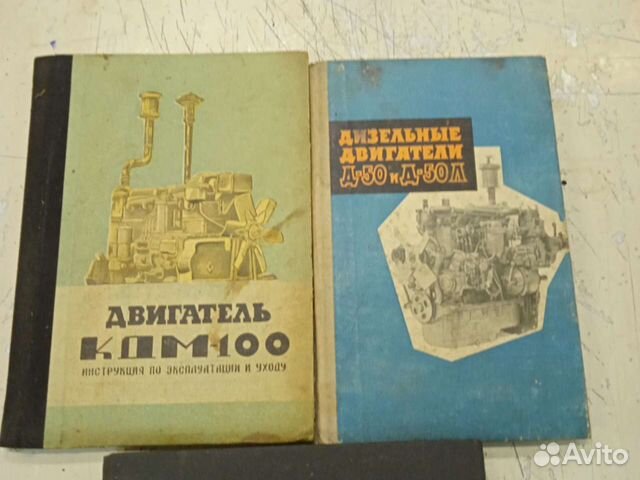 ДВИГАТЕЛЬ
КДМ-100
ИНСТРУКЦИЯ ПО ЭКСПЛУАТАЦИИ И УХОДУ
ДИЗЕЛЬНЫЕ
ДВИГАТЕЛИ
Д-50 и Д-50Л
Avito